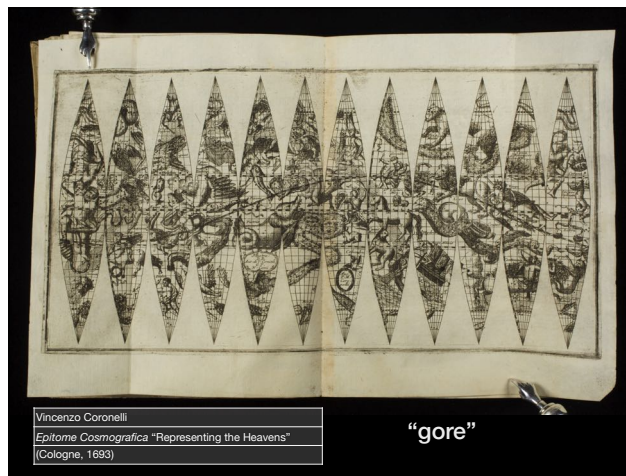 Vincenzo Coronelli
Epitome Cosmografica “Representing the Heavens”
(Cologne, 1693)
“gore”